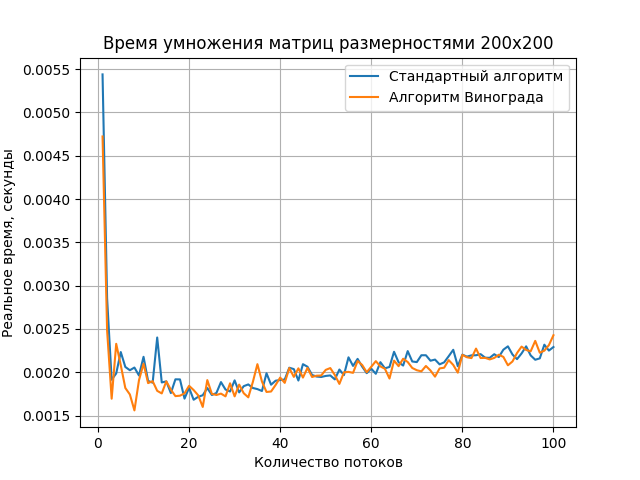 Время умножения матриц размерностями 200x200
Стандартный алгоритм
Алгоритм Винограда
Реальное время, секунды
0.0055
0.0050
0.0045
0.0040
0.0035
0.0030
0.0025
0.0020
0.0015
0 20 40 60 80 100
Количество потоков